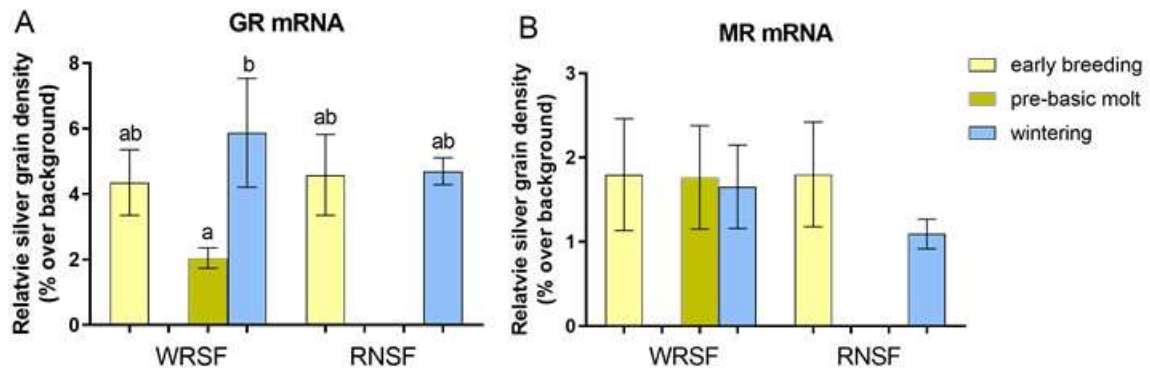 A
GR mRNA
Relatvie silver grain density
(% over background)
8
6
4
2
0
ab
a
b
ab
ab
WRSF
RNSF
B
MR mRNA
Relatvie silver grain density
(% over background)
3
2
1
0
WRSF
RNSF
early breeding
pre-basic molt
wintering